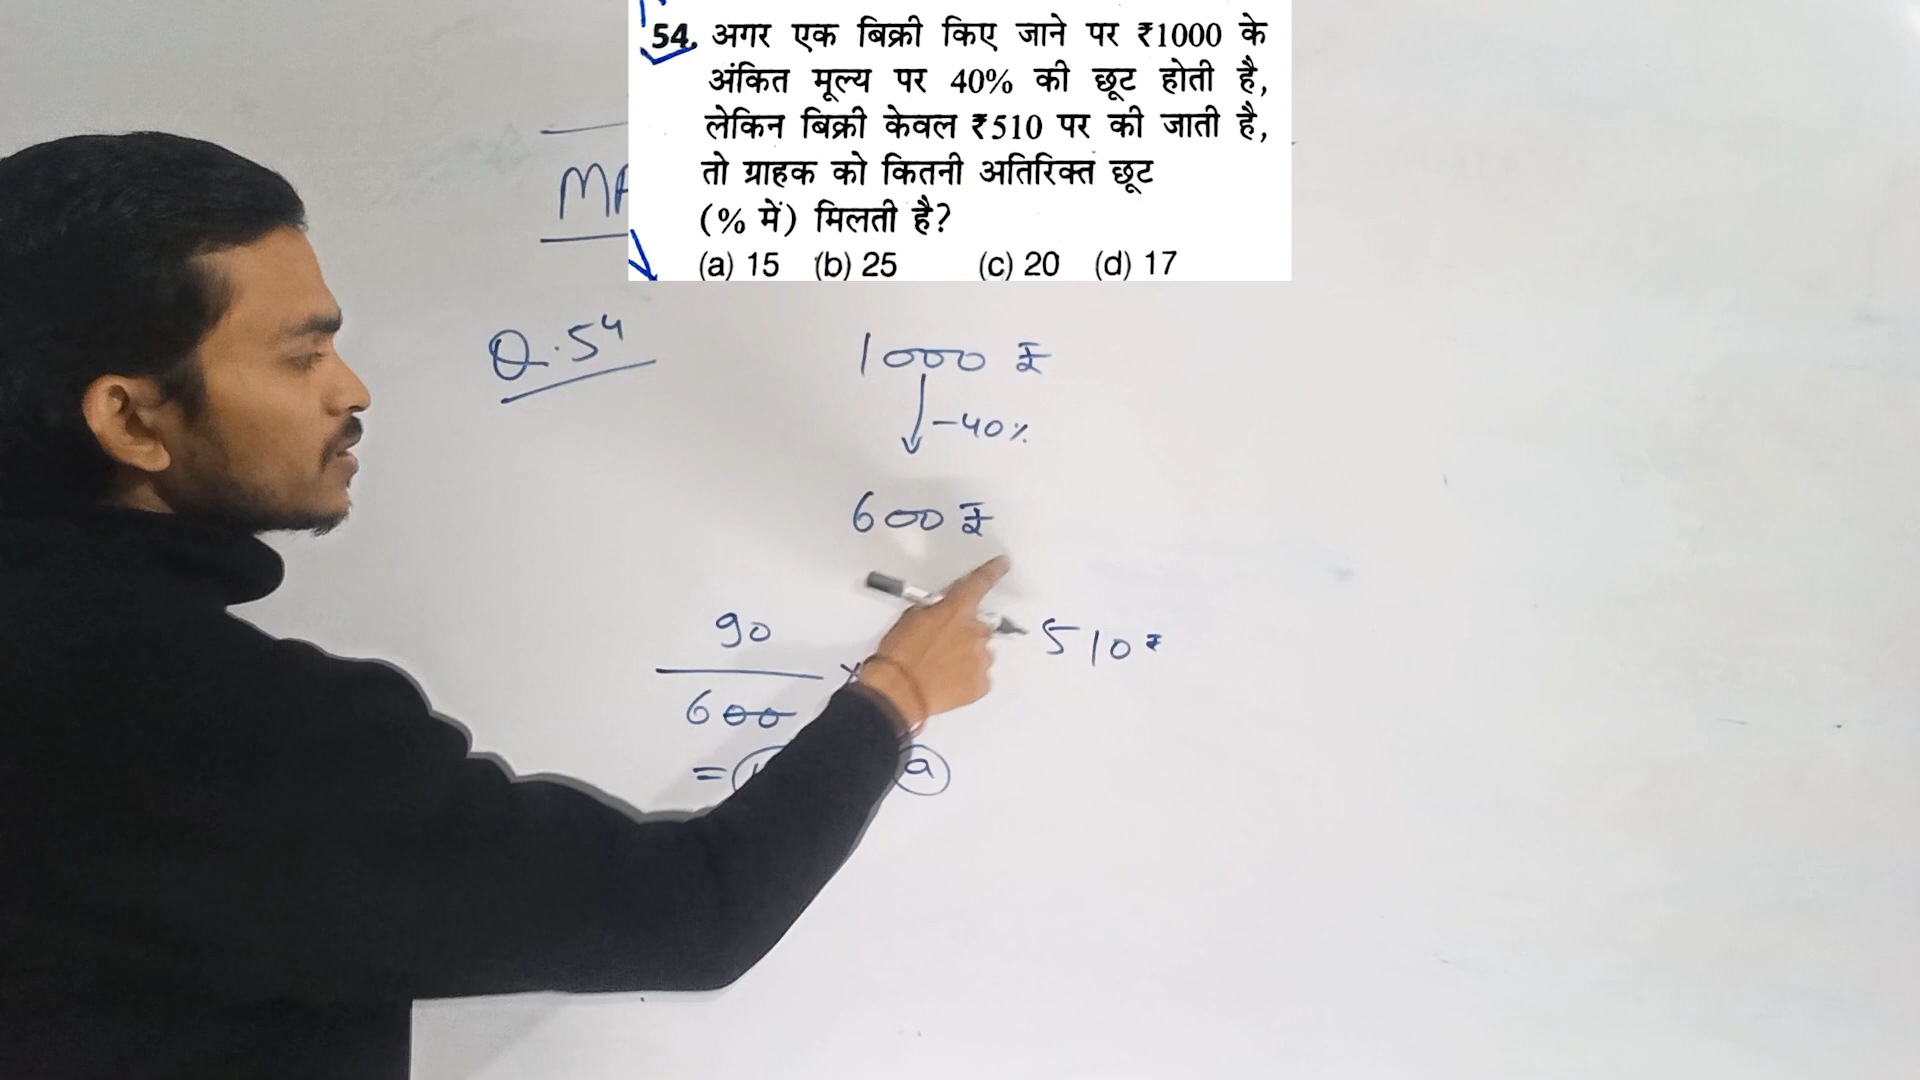 54. अगर एक बिक्री किए जाने पर ₹1000 के
अंकित मूल्य पर 40% की छूट होती है,
लेकिन बिक्री केवल ₹510 पर की जाती है,
तो ग्राहक को कितनी अतिरिक्त छूट
(% में) मिलती है?
(a) 15 (b) 25 (c) 20 (d) 17
Q.54
1000 ₹
-40%
600 ₹
510 ₹
90
600
=
a